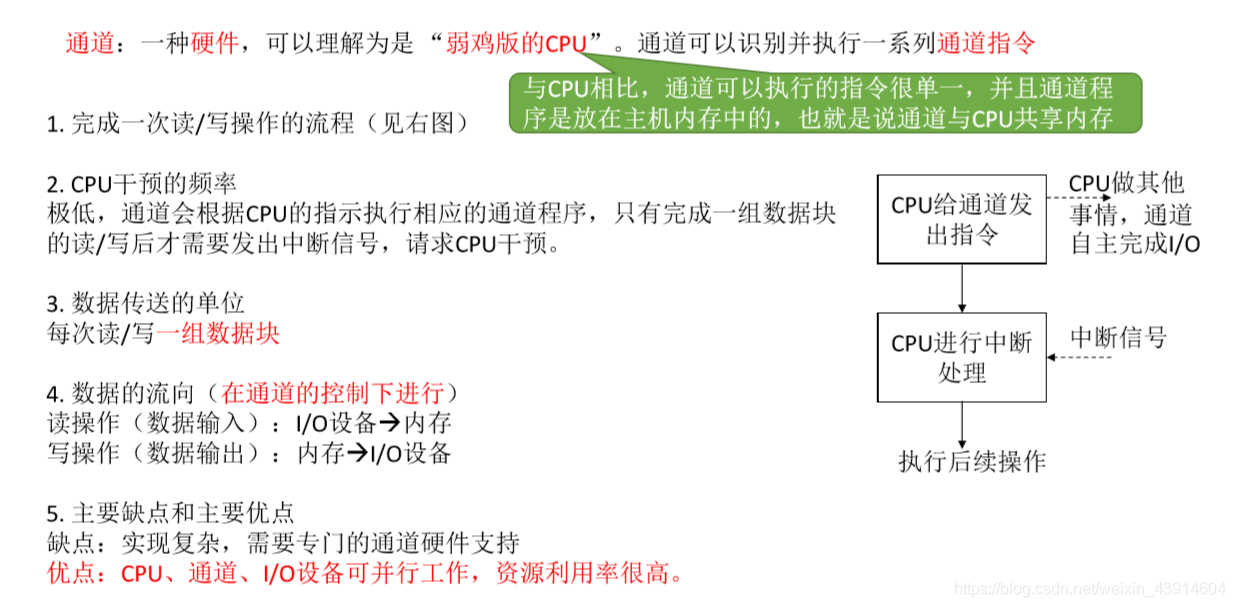 通道：一种硬件，可以理解为是 “弱鸡版的CPU”。通道可以识别并执行一系列通道指令
与CPU相比，通道可以执行的指令很单一，并且通道程
序是放在主机内存中的，也就是说通道与CPU共享内存
1. 完成一次读/写操作的流程（见右图）
2. CPU干预的频率
极低，通道会根据CPU的指示执行相应的通道程序，只有完成一组数据块
的读/写后才需要发出中断信号，请求CPU干预。
3. 数据传送的单位
每次读/写一组数据块
4. 数据的流向（在通道的控制下进行）
读操作（数据输入）：I/O设备→内存
写操作（数据输出）：内存→I/O设备
5. 主要缺点和主要优点
缺点：实现复杂，需要专门的通道硬件支持
优点：CPU、通道、I/O设备可并行工作，资源利用率很高。
CPU给通道发
出指令
CPU做其他
事情，通道
自主完成I/O
CPU进行中断
处理
中断信号
执行后续操作
https://blog.csdn.net/weixin_43914604